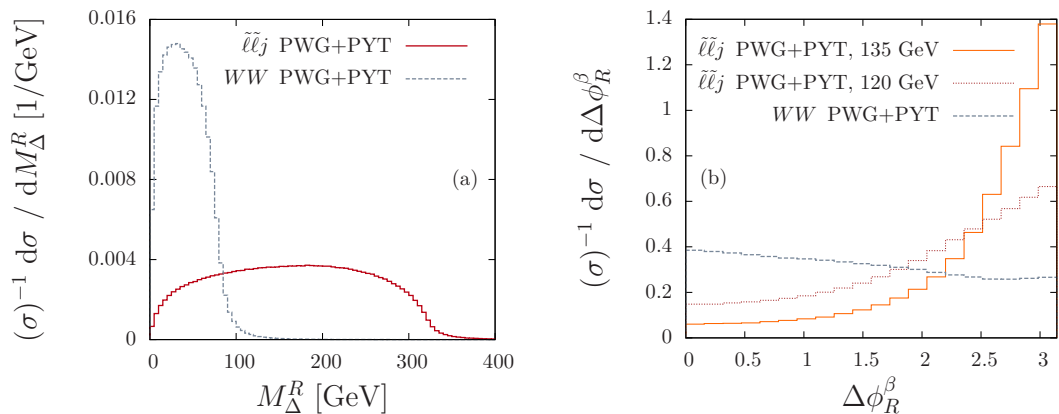 (σ)⁻¹ dσ / dM_Δ^R [1/GeV]
0.016
0.012
0.008
0.004
0
ℓ̃ℓ̃j PWG+PYT
WW PWG+PYT
(a)
0 100 200 300 400
M_Δ^R [GeV]
(σ)⁻¹ dσ / dΔϕ_R^β
1.4
1.2
1
0.8
0.6
0.4
0.2
0
ℓ̃ℓ̃j PWG+PYT, 135 GeV
ℓ̃ℓ̃j PWG+PYT, 120 GeV
WW PWG+PYT
(b)
0 0.5 1 1.5 2 2.5 3
Δϕ_R^β